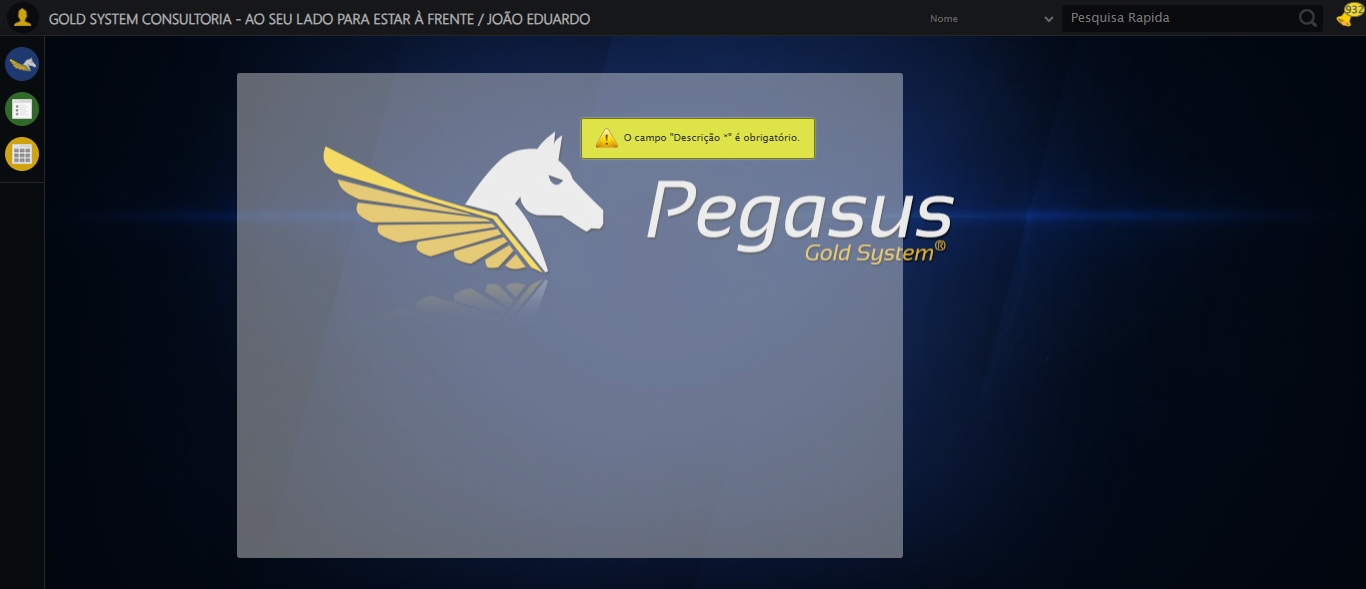 GOLD SYSTEM CONSULTORIA - AO SEU LADO PARA ESTAR À FRENTE / JOÃO EDUARDO
Nome
Pesquisa Rapida
932
O campo "Descrição *" é obrigatório.
Pegasus
Gold System®